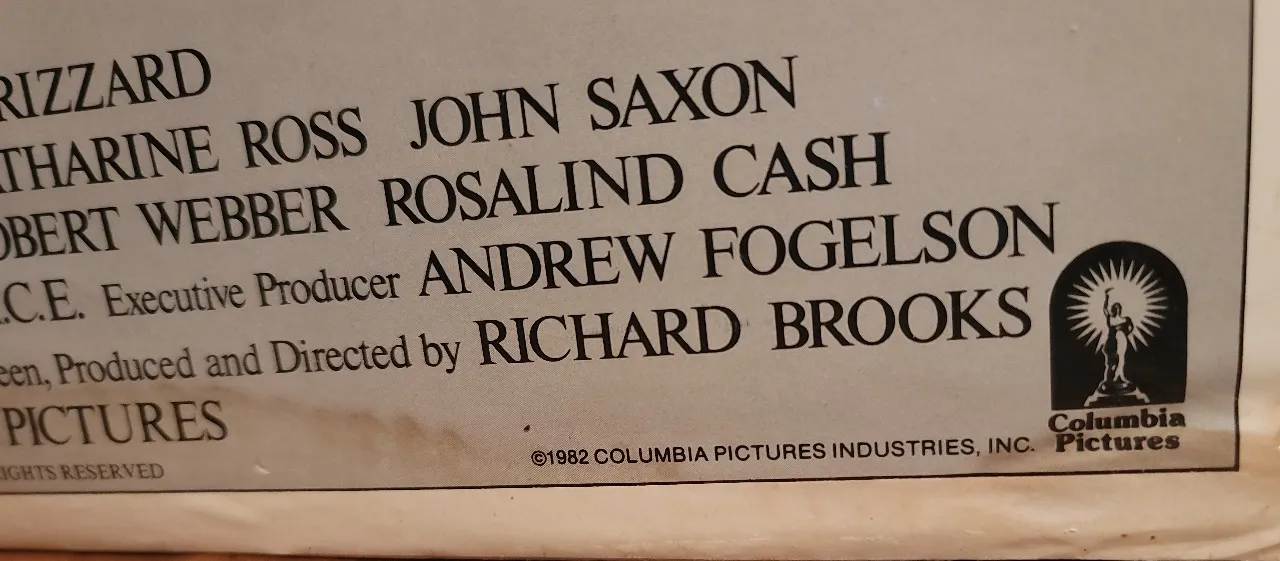 RIZZARD
THARINE ROSS JOHN SAXON
OBERT WEBBER ROSALIND CASH
.C.E. Executive Producer ANDREW FOGELSON
een, Produced and Directed by RICHARD BROOKS
PICTURES
IGHTS RESERVED
©1982 COLUMBIA PICTURES INDUSTRIES, INC.
Columbia
Pictures